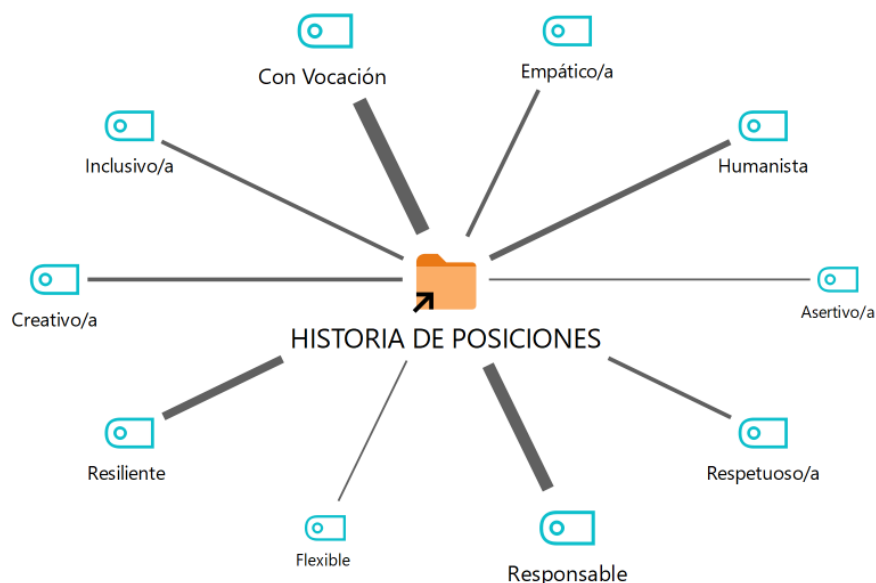 Con Vocación
Empático/a
Inclusivo/a
Humanista
Creativo/a
Asertivo/a
HISTORIA DE POSICIONES
Resiliente
Respetuoso/a
Flexible
Responsable